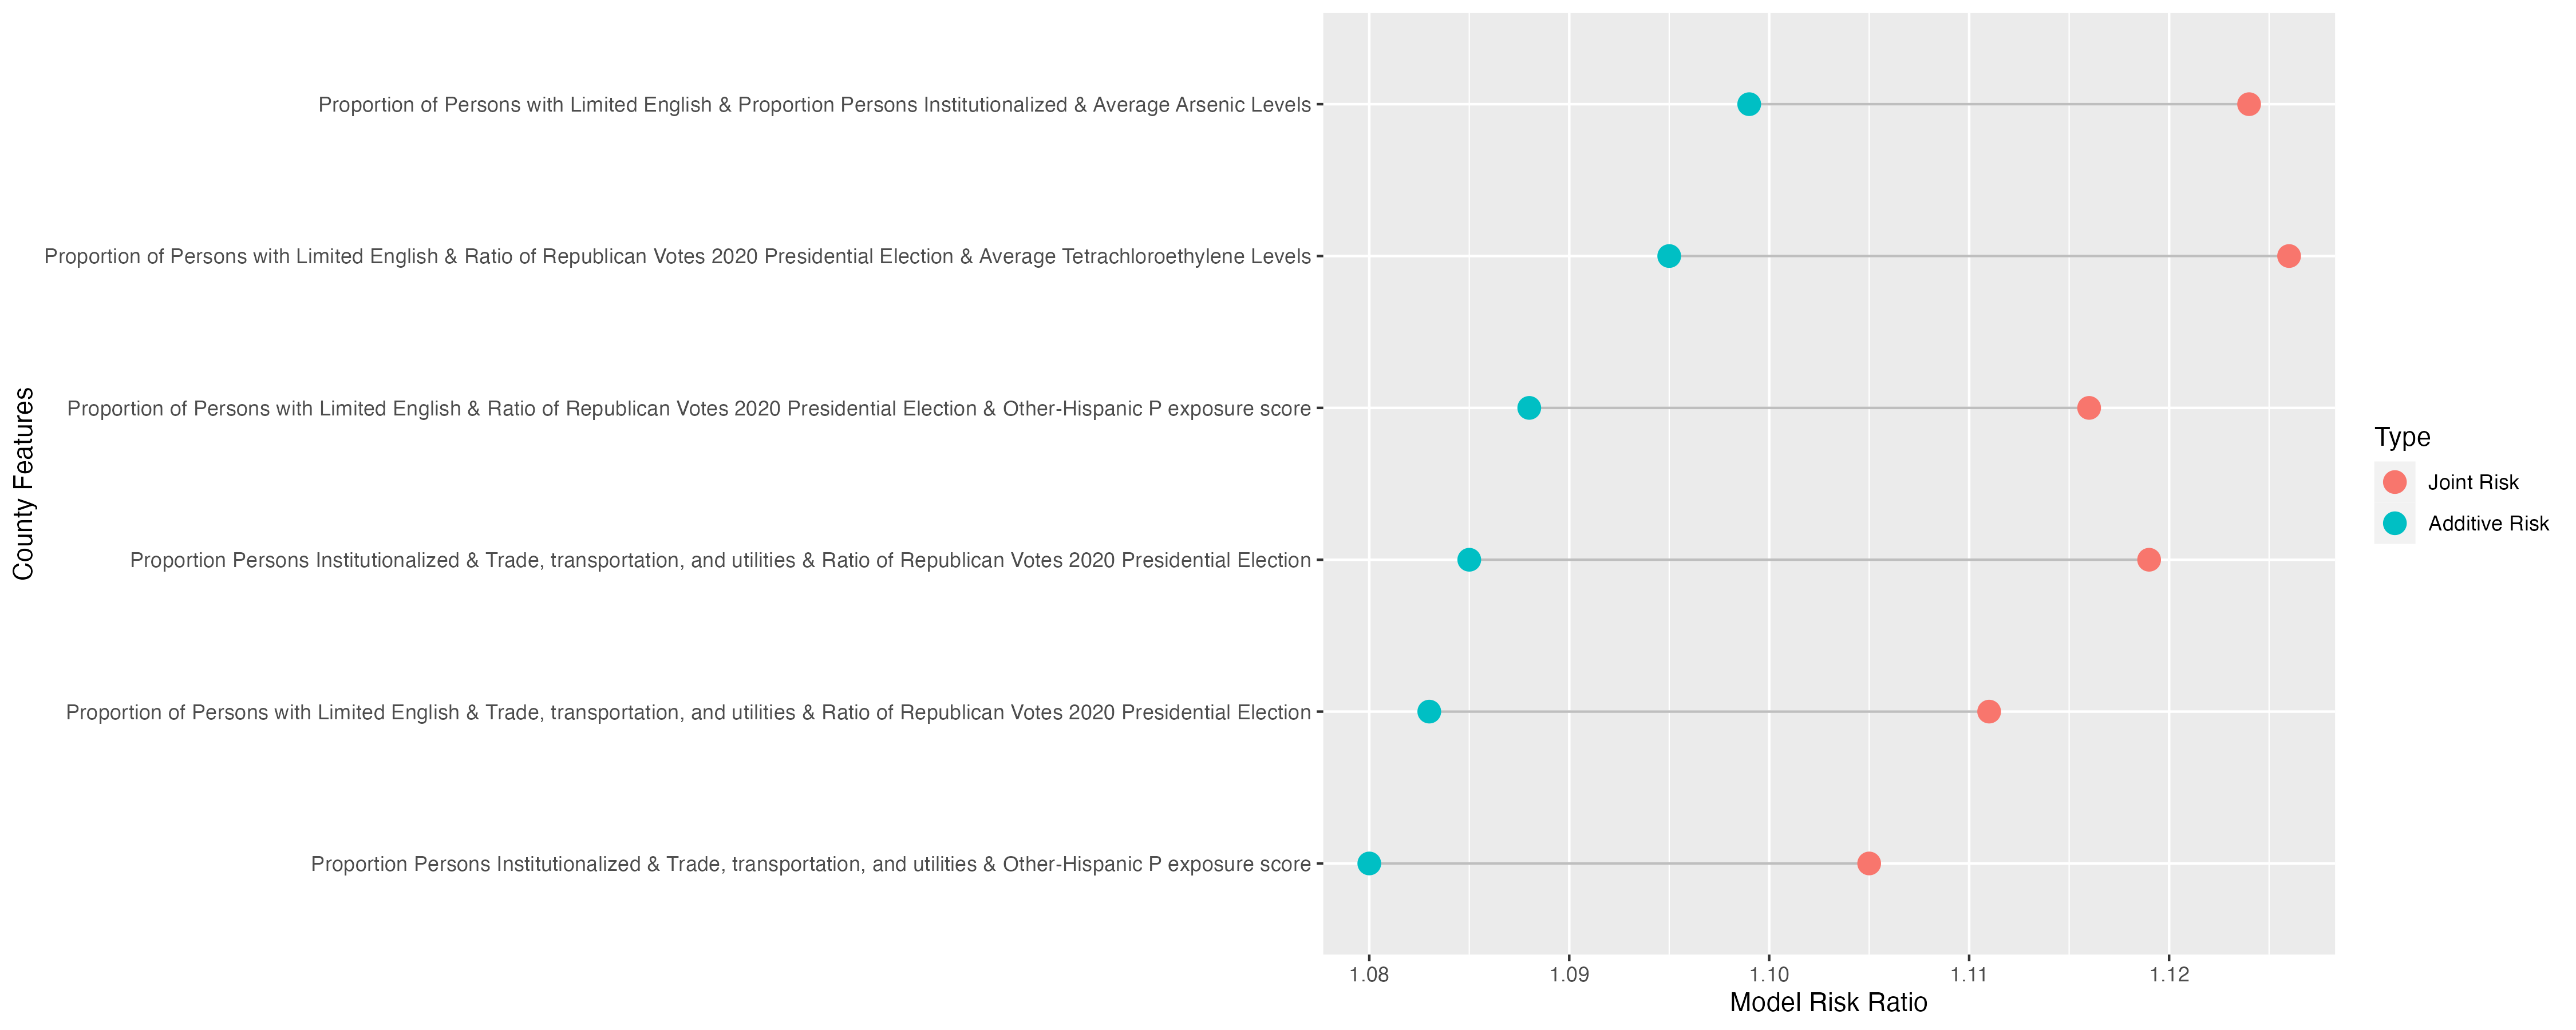 Proportion of Persons with Limited English & Proportion Persons Institutionalized & Average Arsenic Levels
Proportion of Persons with Limited English & Ratio of Republican Votes 2020 Presidential Election & Average Tetrachloroethylene Levels
Proportion of Persons with Limited English & Ratio of Republican Votes 2020 Presidential Election & Other-Hispanic P exposure score
Proportion Persons Institutionalized & Trade, transportation, and utilities & Ratio of Republican Votes 2020 Presidential Election
Proportion of Persons with Limited English & Trade, transportation, and utilities & Ratio of Republican Votes 2020 Presidential Election
Proportion Persons Institutionalized & Trade, transportation, and utilities & Other-Hispanic P exposure score
County Features
1.08 1.09 1.10 1.11 1.12
Model Risk Ratio
Type
Joint Risk
Additive Risk